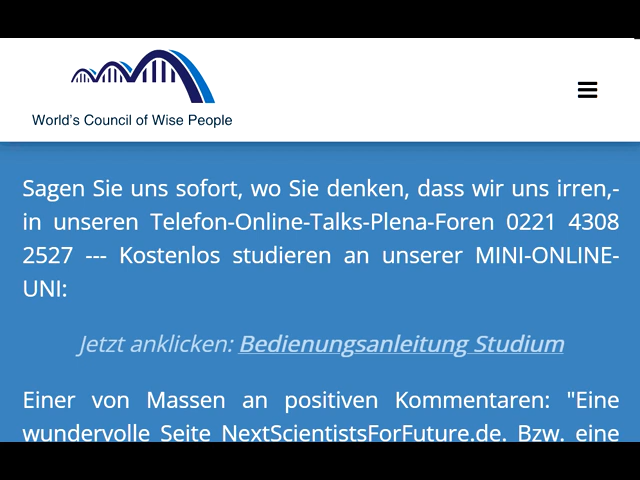 World's Council of Wise People
Sagen Sie uns sofort, wo Sie denken, dass wir uns irren,-
in unseren Telefon-Online-Talks-Plena-Foren 0221 4308
2527 --- Kostenlos studieren an unserer MINI-ONLINE-
UNI:
Jetzt anklicken: Bedienungsanleitung Studium
Einer von Massen an positiven Kommentaren: "Eine
wundervolle Seite NextScientistsForFuture.de. Bzw. eine